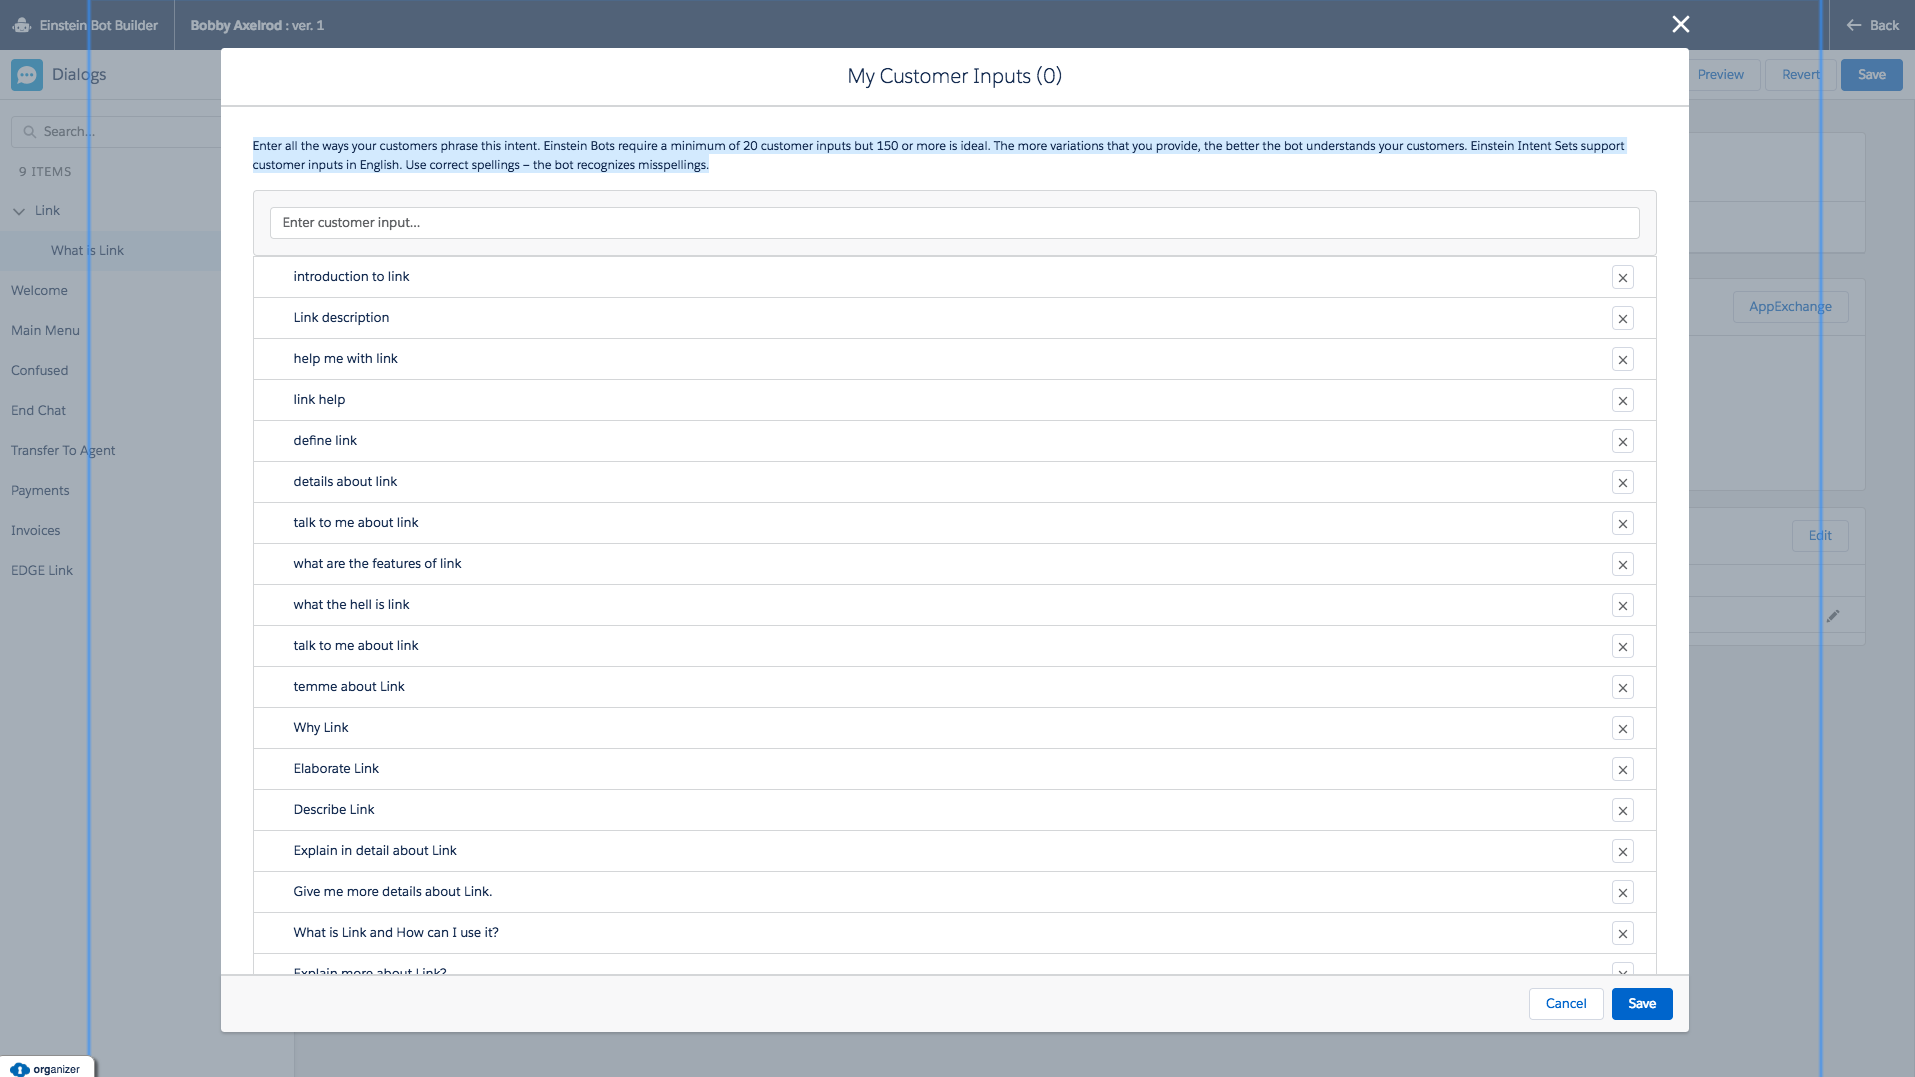 Einstein Bot Builder
Bobby Axelrod : ver. 1
Back
Dialogs
Preview
Revert
Save
My Customer Inputs (0)
Search...
9 ITEMS
Link
What is Link
Welcome
Main Menu
Confused
End Chat
Transfer To Agent
Payments
Invoices
EDGE Link
Enter all the ways your customers phrase this intent. Einstein Bots require a minimum of 20 customer inputs but 150 or more is ideal. The more variations that you provide, the better the bot understands your customers. Einstein Intent Sets support
customer inputs in English. Use correct spellings – the bot recognizes misspellings.
Enter customer input...
introduction to link
Link description
help me with link
link help
define link
details about link
talk to me about link
what are the features of link
what the hell is link
talk to me about link
temme about Link
Why Link
Elaborate Link
Describe Link
Explain in detail about Link
Give me more details about Link.
What is Link and How can I use it?
Explain more about Link?
AppExchange
Edit
Cancel
Save
organizer